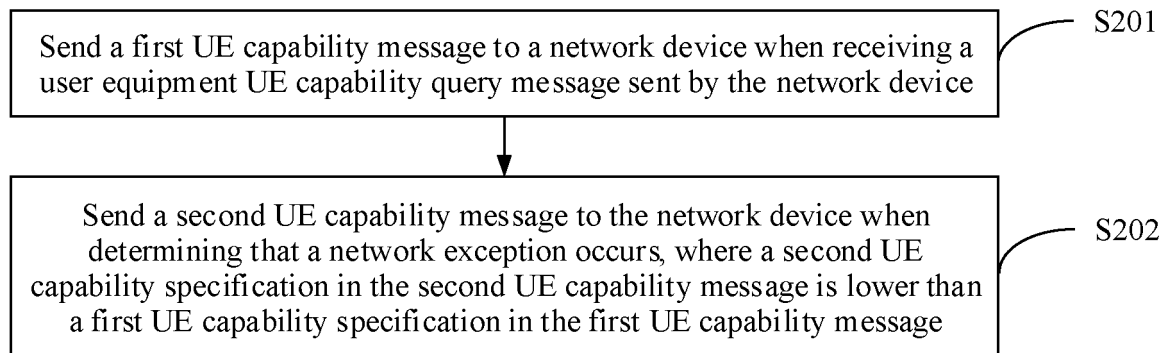 Send a first UE capability message to a network device when receiving a
user equipment UE capability query message sent by the network device
S201
Send a second UE capability message to the network device when
determining that a network exception occurs, where a second UE
capability specification in the second UE capability message is lower than
a first UE capability specification in the first UE capability message
S202